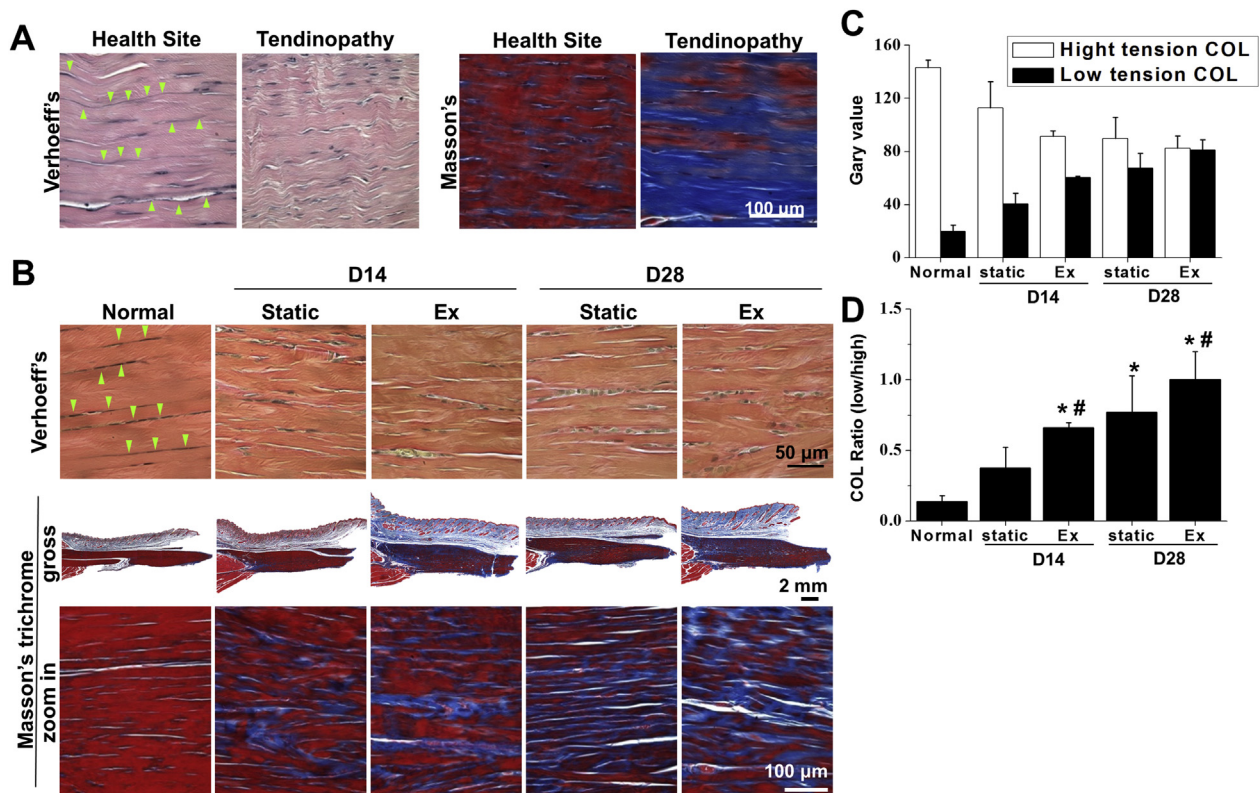 A
Health Site Tendinopathy
Verhoeff's
Health Site Tendinopathy
Masson's
100 µm
B
D14 D28
Normal Static Ex Static Ex
Verhoeff's
50 µm
Masson's trichrome
gross
2 mm
zoom in
100 µm
C
Hight tension COL
Low tension COL
Gary value
160
120
80
40
0
Normal static Ex static Ex
D14 D28
D
COL Ratio (low/high)
1.5
1.0
0.5
0.0
* # * * #
Normal static Ex static Ex
D14 D28